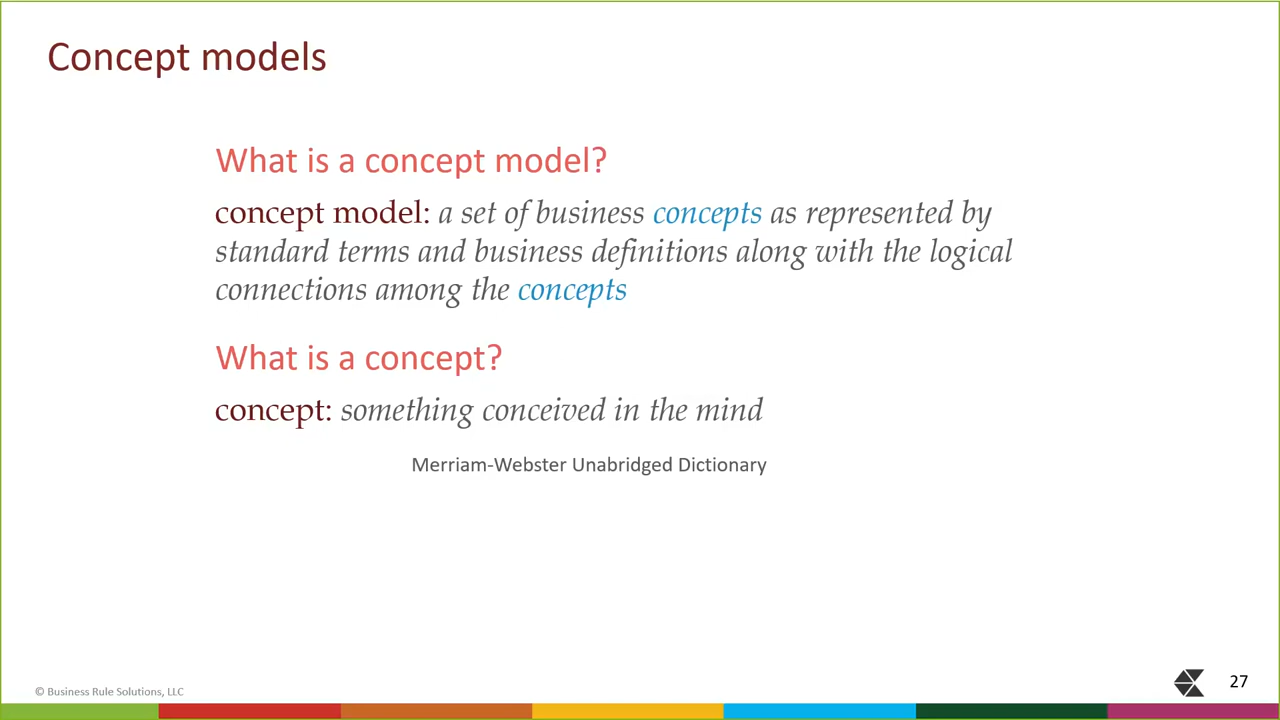 Concept models
What is a concept model?
concept model: a set of business concepts as represented by
standard terms and business definitions along with the logical
connections among the concepts
What is a concept?
concept: something conceived in the mind
Merriam-Webster Unabridged Dictionary
© Business Rule Solutions, LLC
27